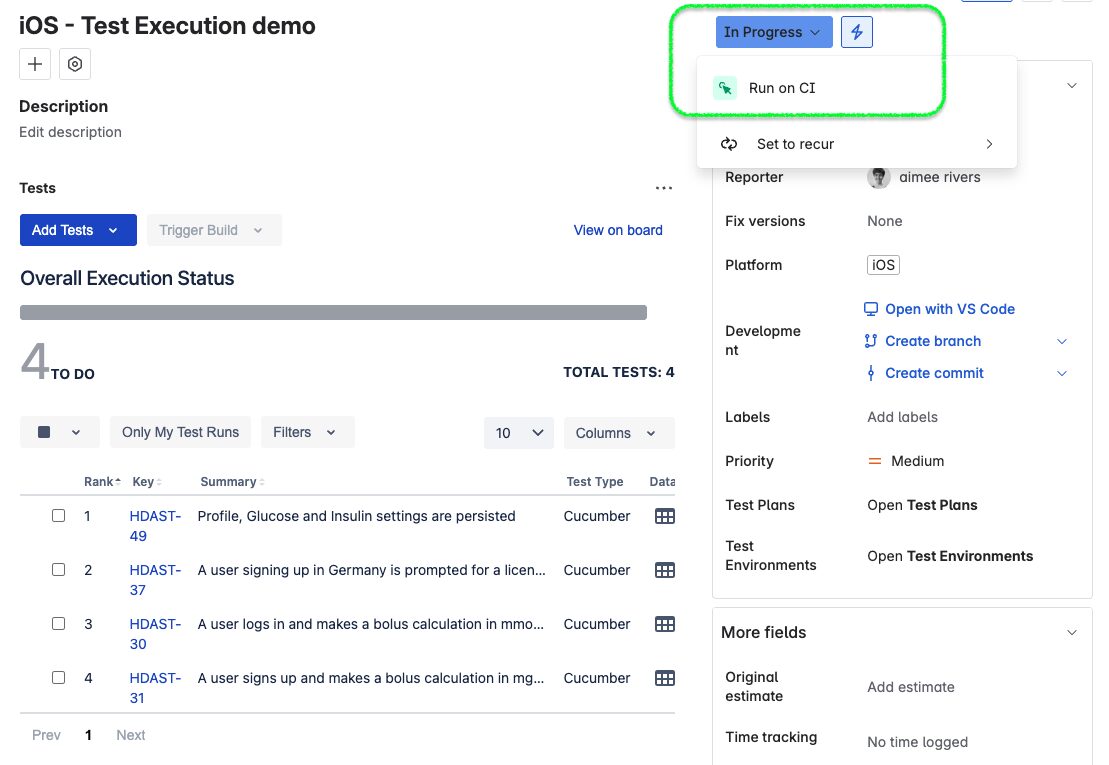 iOS - Test Execution demo
Description
Edit description
Tests
Add Tests
Trigger Build
View on board
Overall Execution Status
4 TO DO
TOTAL TESTS: 4
Only My Test Runs
Filters
10
Columns
Rank Key Summary Test Type Data
1 HDAST-49 Profile, Glucose and Insulin settings are persisted Cucumber
2 HDAST-37 A user signing up in Germany is prompted for a licen... Cucumber
3 HDAST-30 A user logs in and makes a bolus calculation in mmo... Cucumber
4 HDAST-31 A user signs up and makes a bolus calculation in mg... Cucumber
Prev 1 Next
In Progress
Run on CI
Set to recur
Reporter aimee rivers
Fix versions None
Platform iOS
Development
Open with VS Code
Create branch
Create commit
Labels Add labels
Priority Medium
Test Plans Open Test Plans
Test Environments Open Test Environments
More fields
Original estimate Add estimate
Time tracking No time logged